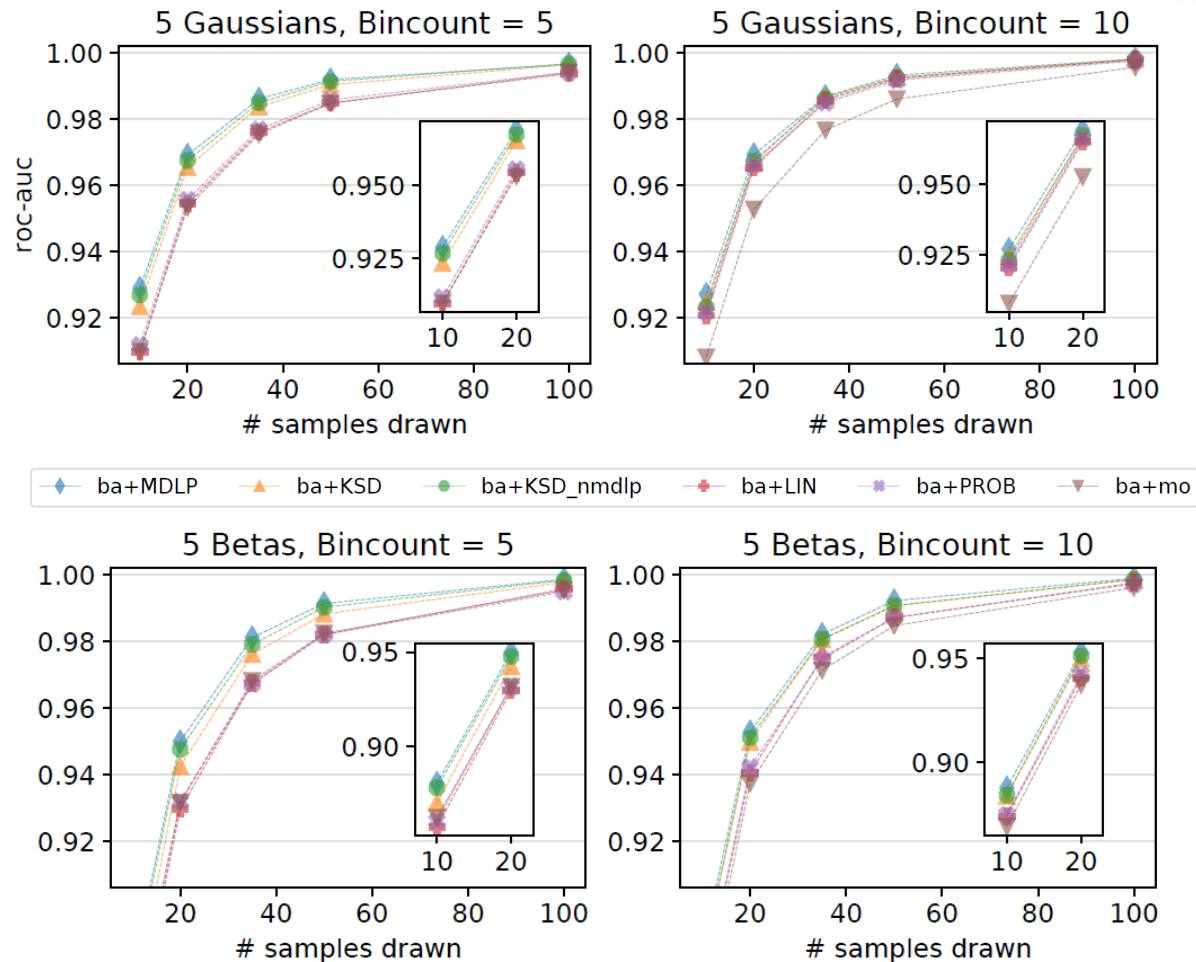 5 Gaussians, Bincount = 5
5 Gaussians, Bincount = 10
roc-auc
1.00
0.98
0.96
0.94
0.92
0.950
0.925
10 20
20 40 60 80 100
# samples drawn
1.00
0.98
0.96
0.94
0.92
0.950
0.925
10 20
20 40 60 80 100
# samples drawn
ba+MDLP ba+KSD ba+KSD_nmdlp ba+LIN ba+PROB ba+mo
5 Betas, Bincount = 5
5 Betas, Bincount = 10
1.00
0.98
0.96
0.94
0.92
0.95
0.90
10 20
20 40 60 80 100
# samples drawn
1.00
0.98
0.96
0.94
0.92
0.95
0.90
10 20
20 40 60 80 100
# samples drawn